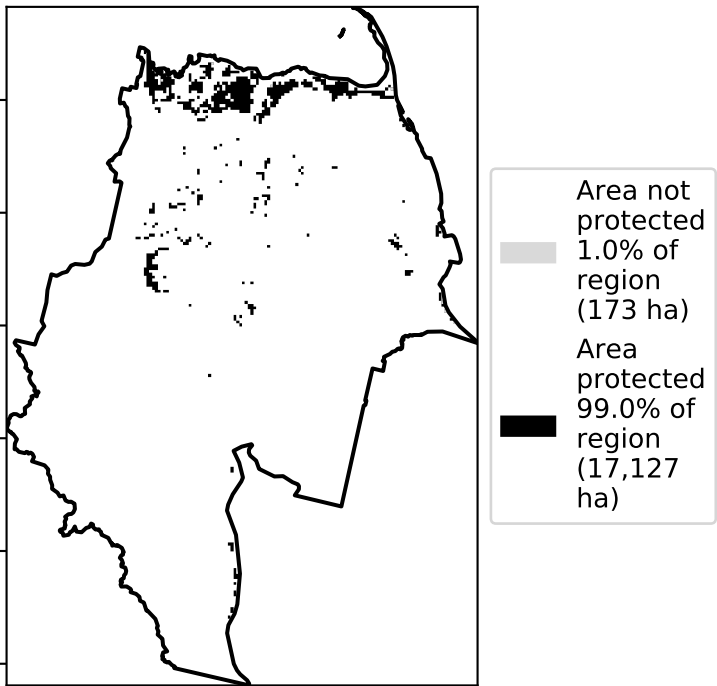 Area not
protected
1.0% of
region
(173 ha)
Area
protected
99.0% of
region
(17,127
ha)